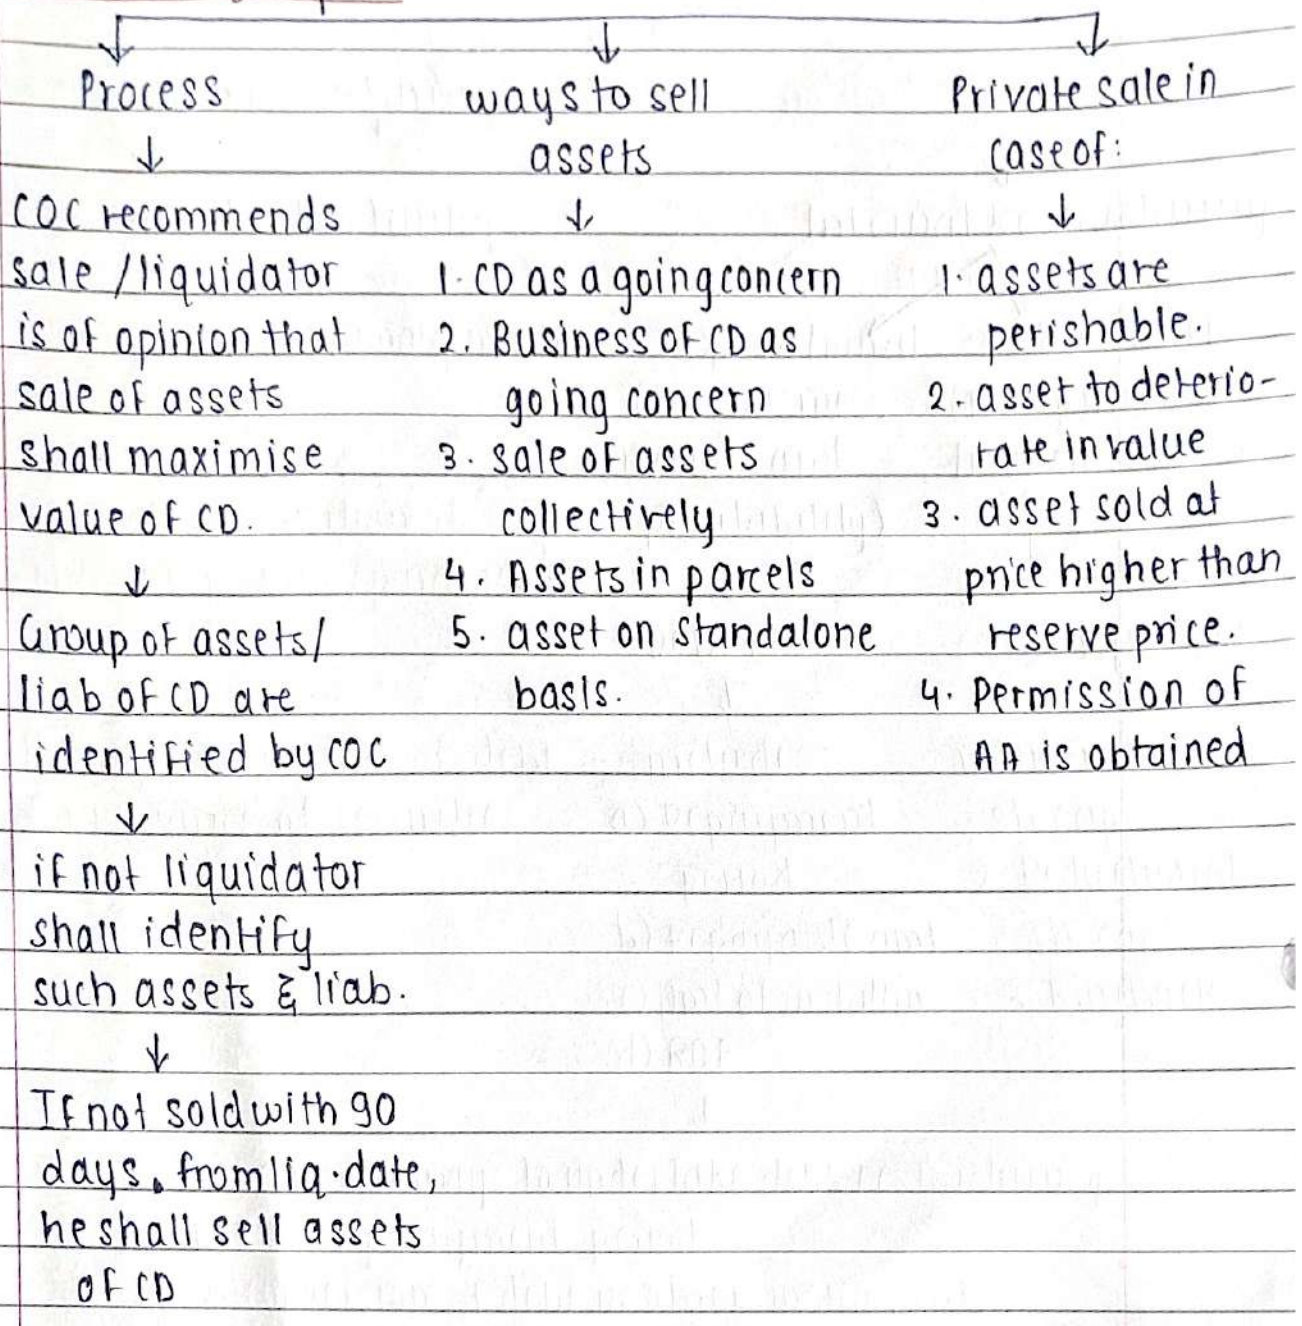 Process
↓
COC recommends
sale / liquidator
is of opinion that
sale of assets
shall maximise
value of CD.
↓
Group of assets/
liab of CD are
identified by COC
↓
if not liquidator
shall identify
such assets & liab.
↓
If not sold with 90
days. from liq. date,
he shall sell assets
of CD
ways to sell
assets
↓
1. CD as a going concern
2. Business of CD as
going concern
3. sale of assets
collectively
4. Assets in parcels
5. asset on standalone
basis.
Private sale in
case of:
↓
1. assets are
perishable.
2. asset to deterio-
rate in value
3. asset sold at
price higher than
reserve price.
4. Permission of
AA is obtained